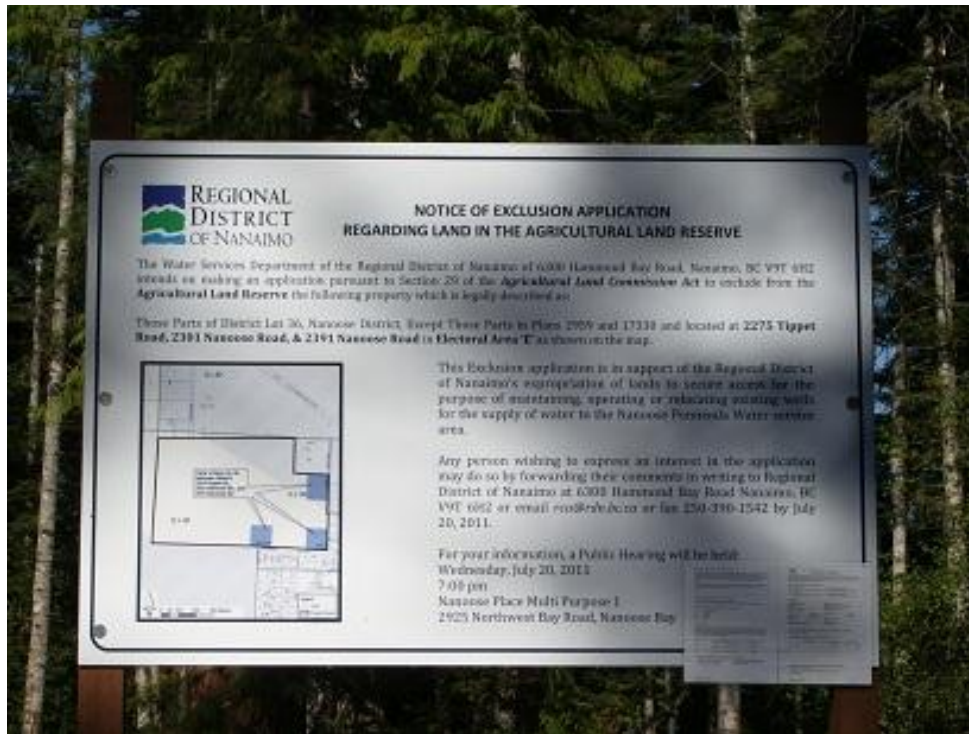 REGIONAL
DISTRICT
OF NANAIMO
NOTICE OF EXCLUSION APPLICATION
REGARDING LAND IN THE AGRICULTURAL LAND RESERVE
The Water Services Department of the Regional District of Nanaimo of 6300 Hammond Bay Road, Nanaimo, BC V9T 6N2
intends on making an application pursuant to Section 29 of the Agricultural Land Commission Act to exclude from the
Agricultural Land Reserve the following property which is legally described as:
Those Parts of District Lot 36, Nanoose District, Except Those Parts in Plans 2959 and 17330 and located at 2275 Tippet
Road, 2301 Nanoose Road, & 2391 Nanoose Road in Electoral Area 'E' as shown on the map.
This Exclusion application is in support of the Regional District
of Nanaimo's expropriation of lands to secure access for the
purpose of maintaining, operating or relocating existing wells
for the supply of water to the Nanoose Peninsula Water service
area.
Any person wishing to express an interest in the application
may do so by forwarding their comments in writing to Regional
District of Nanaimo at 6300 Hammond Bay Road Nanaimo, BC
V9T 6N2 or email rcu@rdn.bc.ca or fax 250-390-1542 by July
20, 2011.
For your information, a Public Hearing will be held:
Wednesday, July 20, 2011
7:00 pm
Nanoose Place Multi Purpose 1
2925 Northwest Bay Road, Nanoose Bay